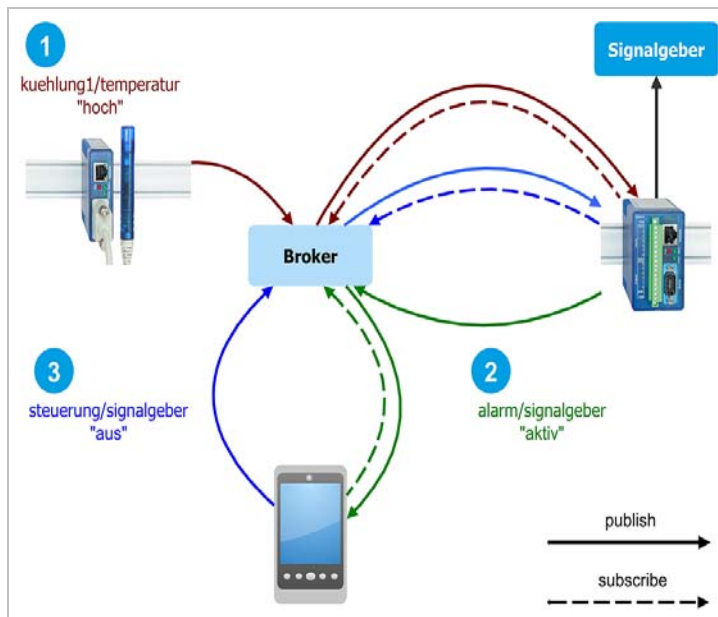 1
kuehlung1/temperatur
"hoch"
Signalgeber
Broker
3
steuerung/signalgeber
"aus"
2
alarm/signalgeber
"aktiv"
publish
subscribe